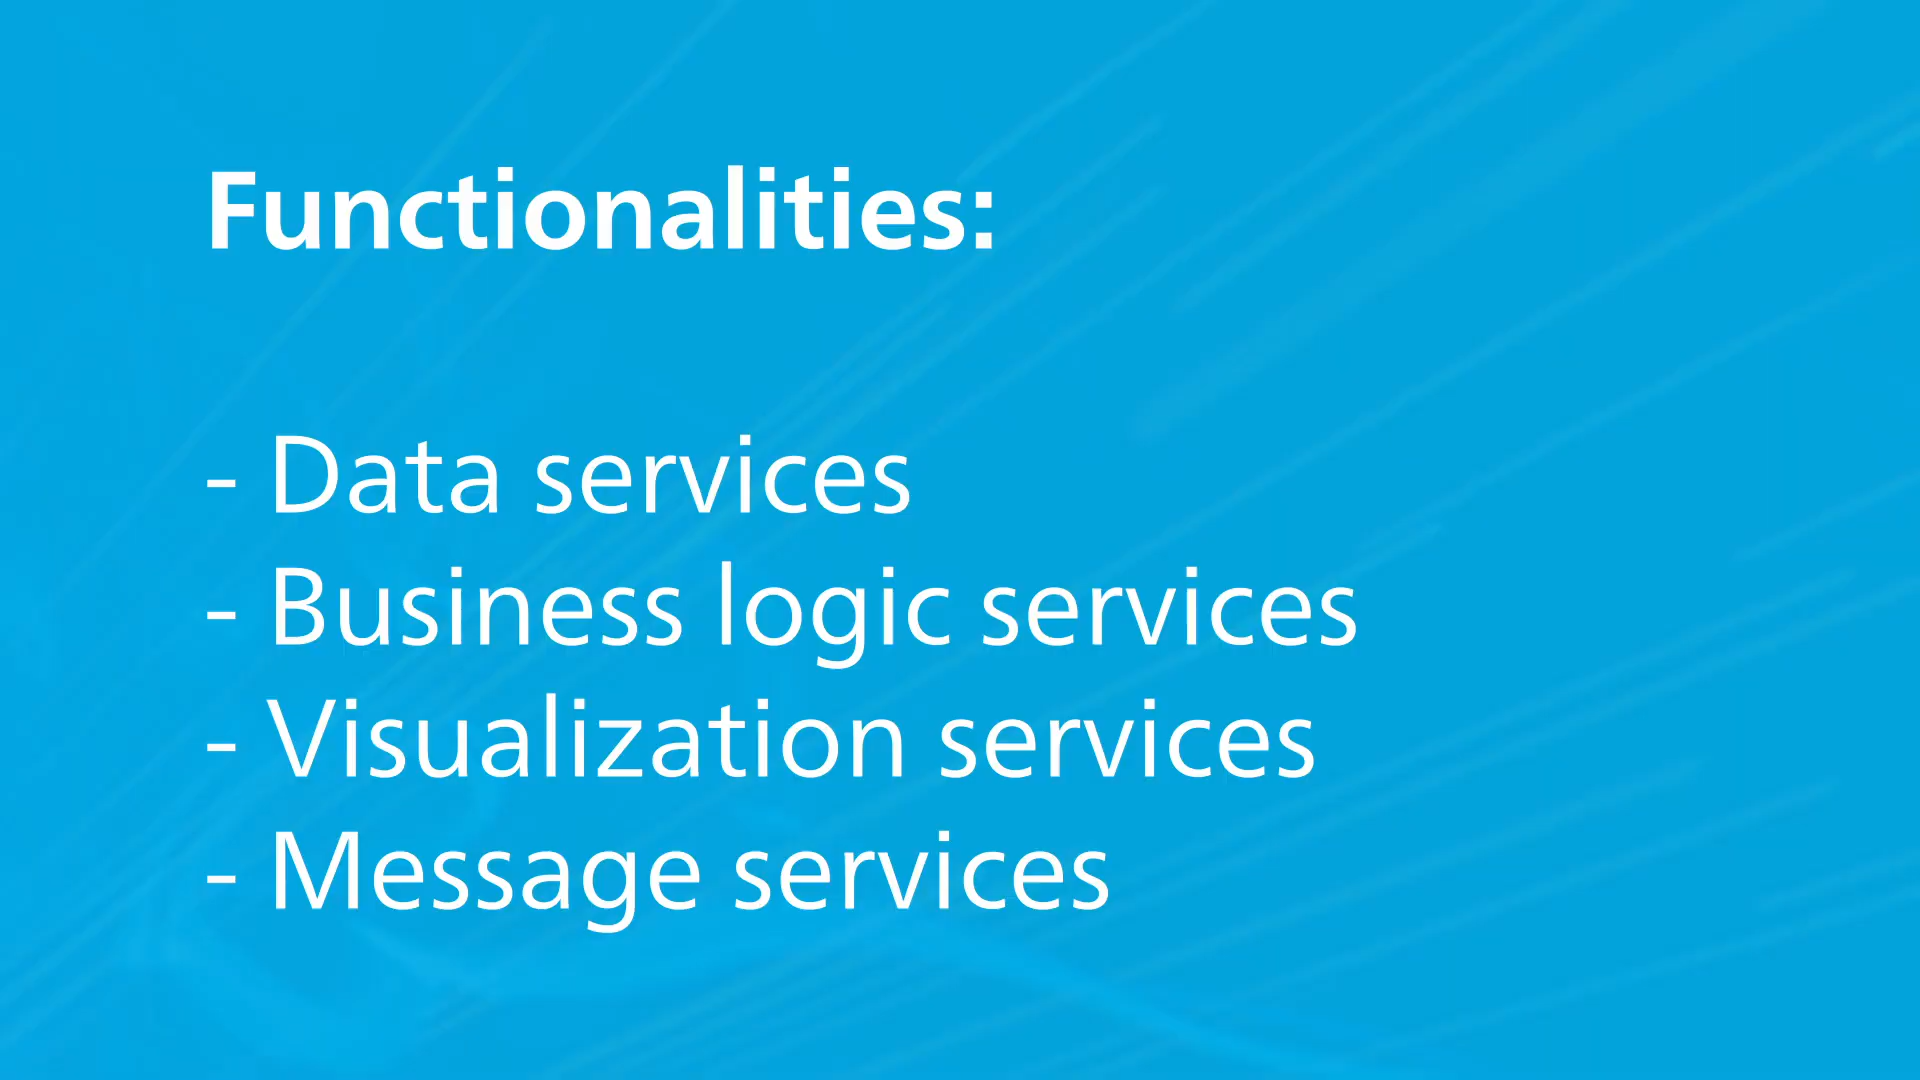 Functionalities:
- Data services
- Business logic services
- Visualization services
- Message services